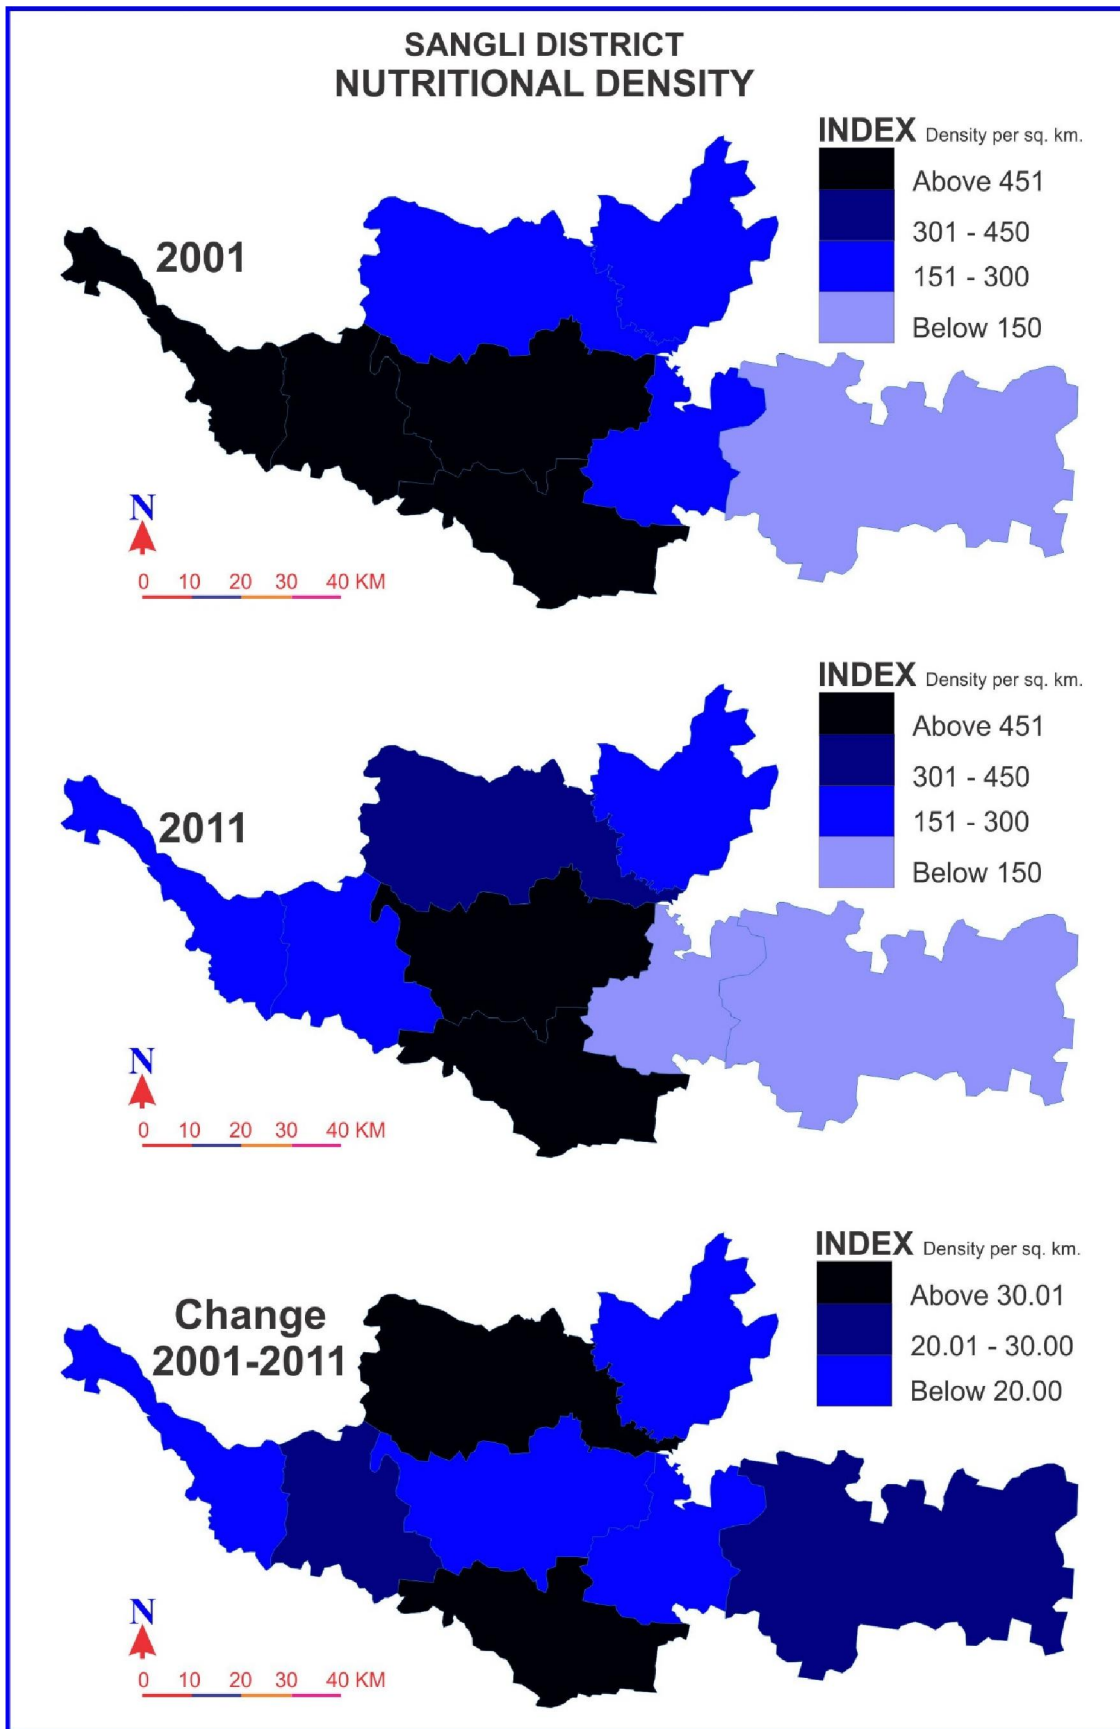 SANGLI DISTRICT
NUTRITIONAL DENSITY
INDEX Density per sq. km.
Above 451
301 - 450
151 - 300
Below 150
2001
N
0 10 20 30 40 KM
INDEX Density per sq. km.
Above 451
301 - 450
151 - 300
Below 150
2011
N
0 10 20 30 40 KM
INDEX Density per sq. km.
Above 30.01
20.01 - 30.00
Below 20.00
Change
2001-2011
N
0 10 20 30 40 KM